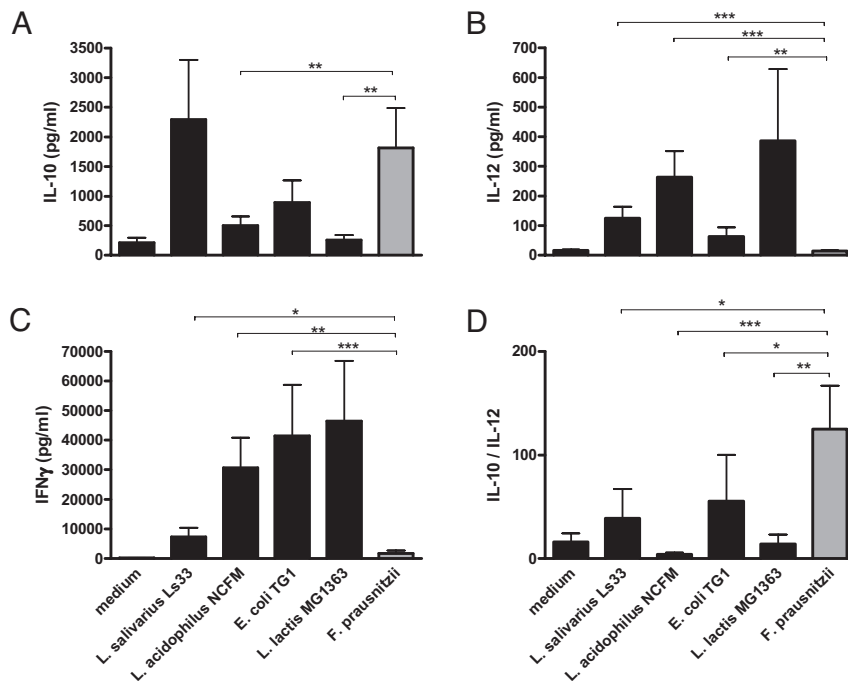 A
IL-10 (pg/ml)
3500
3000
2500
2000
1500
1000
500
0
**
**
B
IL-12 (pg/ml)
700
600
500
400
300
200
100
0
***
***
**
C
IFNγ (pg/ml)
70000
60000
50000
40000
30000
20000
10000
0
*
**
***
medium
L. salivarius Ls33
L. acidophilus NCFM
E. coli TG1
L. lactis MG1363
F. prausnitzii
D
IL-10 / IL-12
200
100
0
*
***
*
**
medium
L. salivarius Ls33
L. acidophilus NCFM
E. coli TG1
L. lactis MG1363
F. prausnitzii